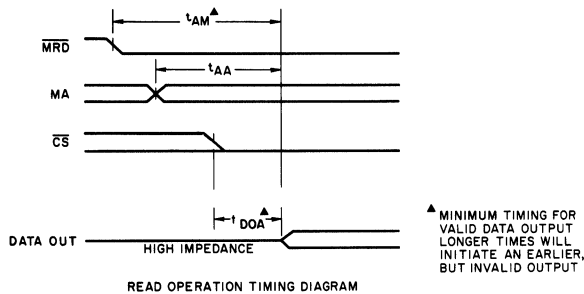 tAM▲
MRD
tAA
MA
CS
t DOA▲
DATA OUT
HIGH IMPEDANCE
▲ MINIMUM TIMING FOR
VALID DATA OUTPUT
LONGER TIMES WILL
INITIATE AN EARLIER,
BUT INVALID OUTPUT
READ OPERATION TIMING DIAGRAM